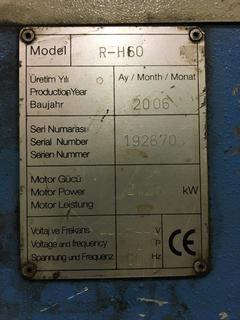 Model R-H60
Üretim Yılı Ay / Month / Monat
Production Year
Baujahr 2006
Seri Numarası
Serial Number 192670
Serien Nummer
Motor Gücü
Motor Power kW
Motor Leistung
Voltaj ve Frekans V
Voltage and frequency P
Spannung und Frequenz Hz
CE